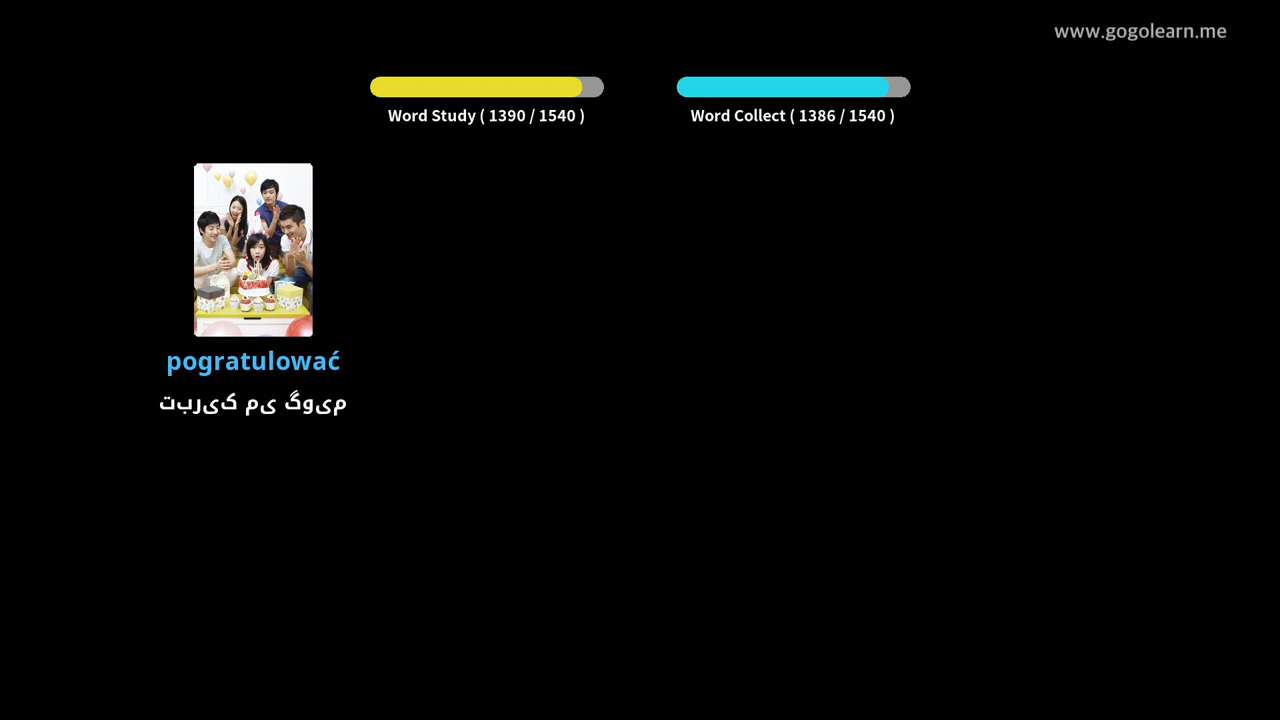 www.gogolearn.me
Word Study ( 1390 / 1540 )
Word Collect ( 1386 / 1540 )
pogratulować
تبریک می گویم